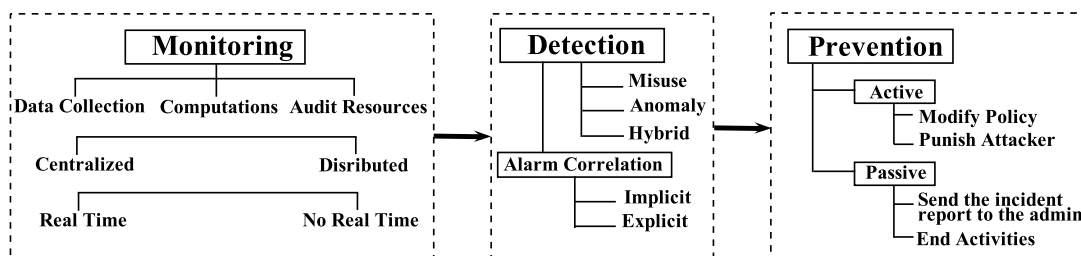 Monitoring
Data Collection Computations Audit Resources
Centralized Disributed
Real Time No Real Time
Detection
Misuse
Anomaly
Hybrid
Alarm Correlation
Implicit
Explicit
Prevention
Active
Modify Policy
Punish Attacker
Passive
Send the incident
report to the admin
End Activities